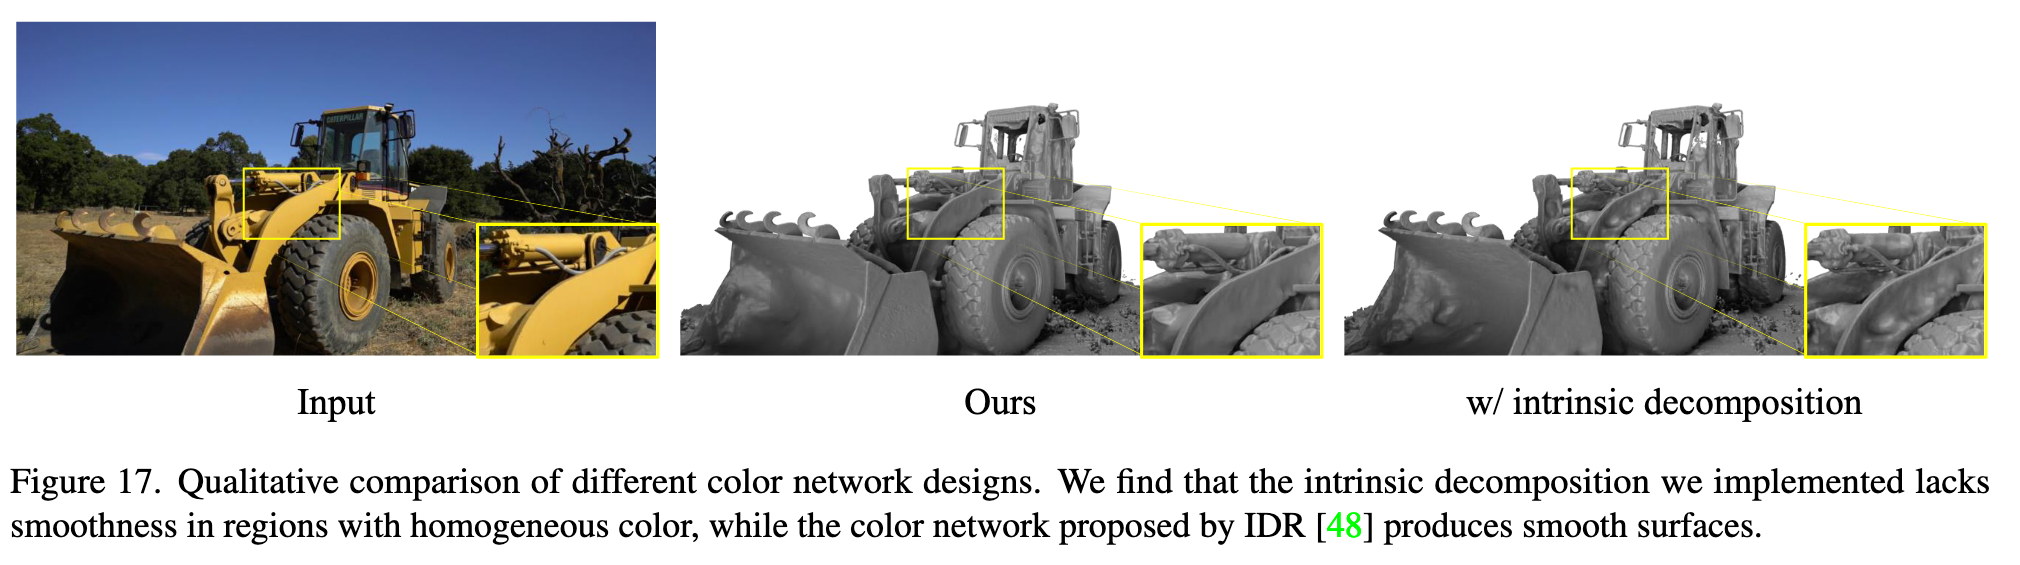 CATERPILLAR
Input
Ours
w/ intrinsic decomposition
Figure 17. Qualitative comparison of different color network designs. We find that the intrinsic decomposition we implemented lacks
smoothness in regions with homogeneous color, while the color network proposed by IDR [48] produces smooth surfaces.